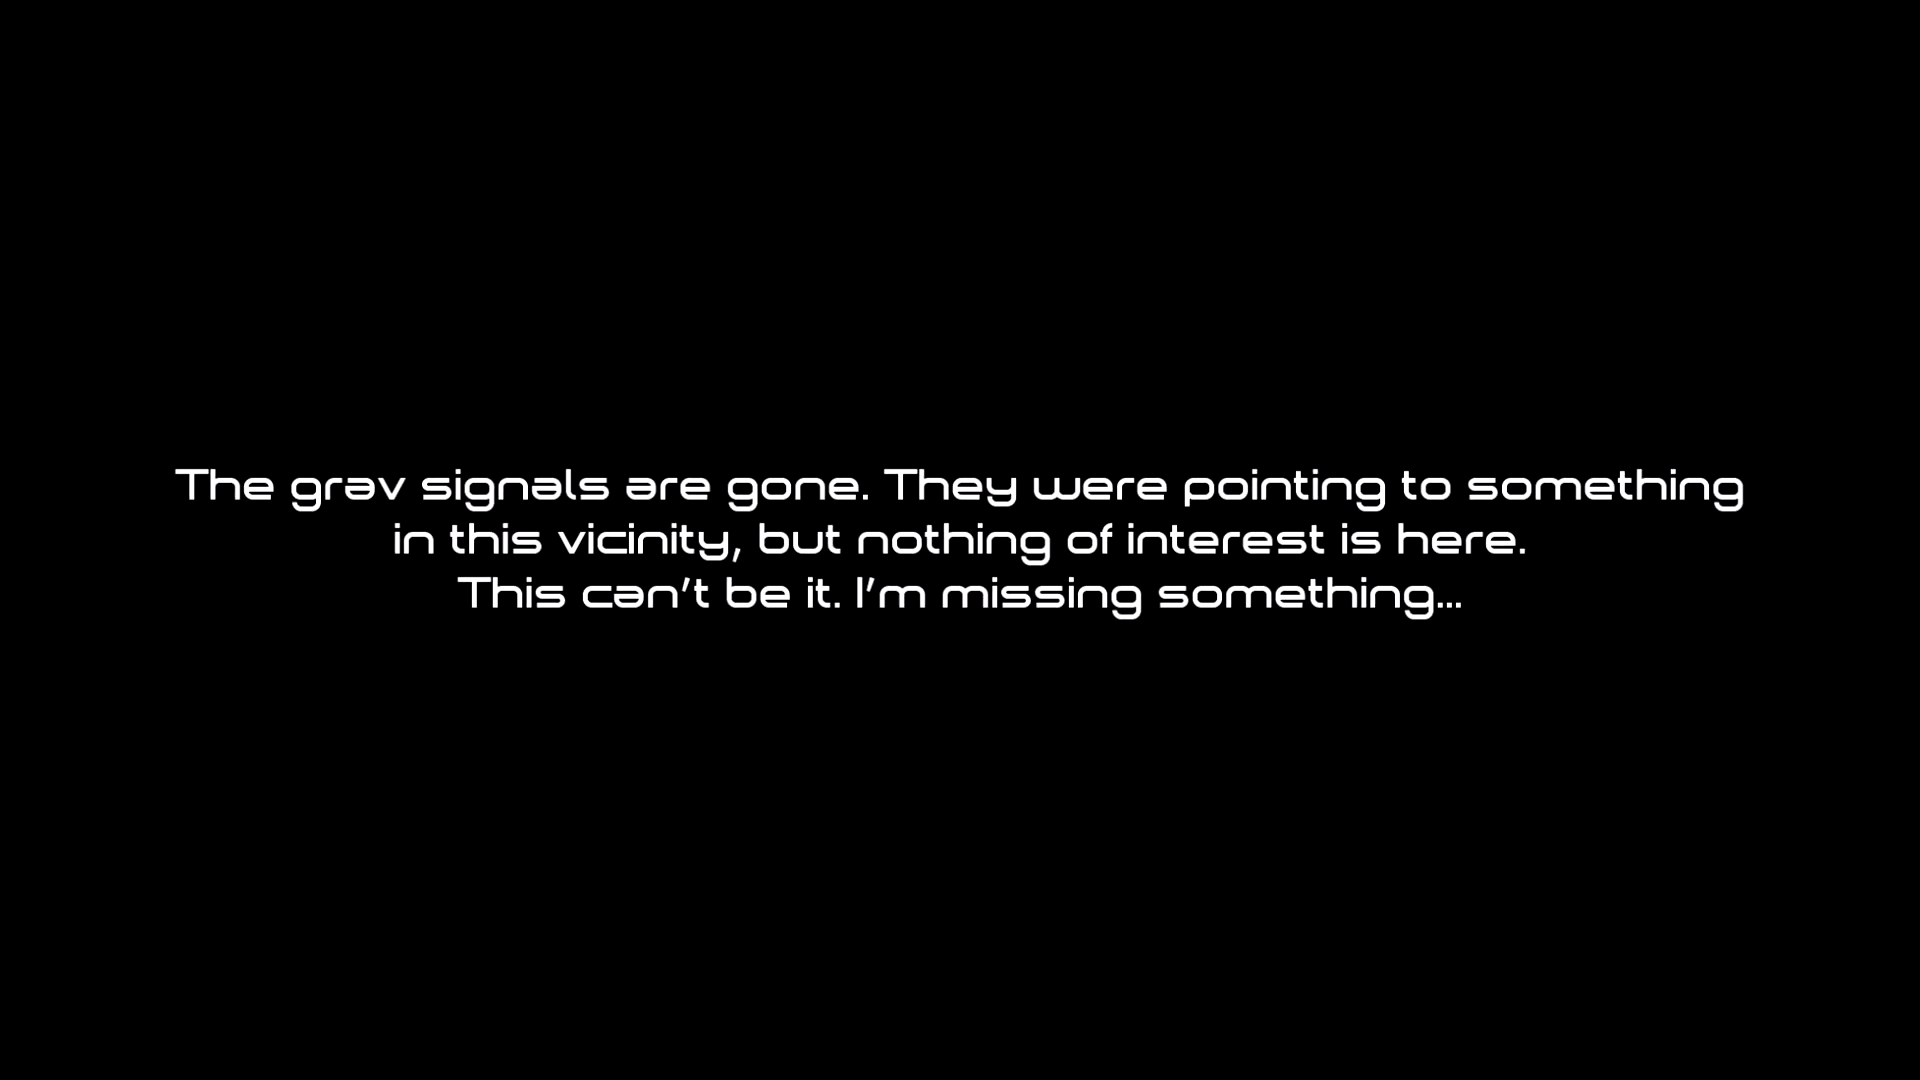 The grav signals are gone. They were pointing to something
in this vicinity, but nothing of interest is here.
This can't be it. I'm missing something...